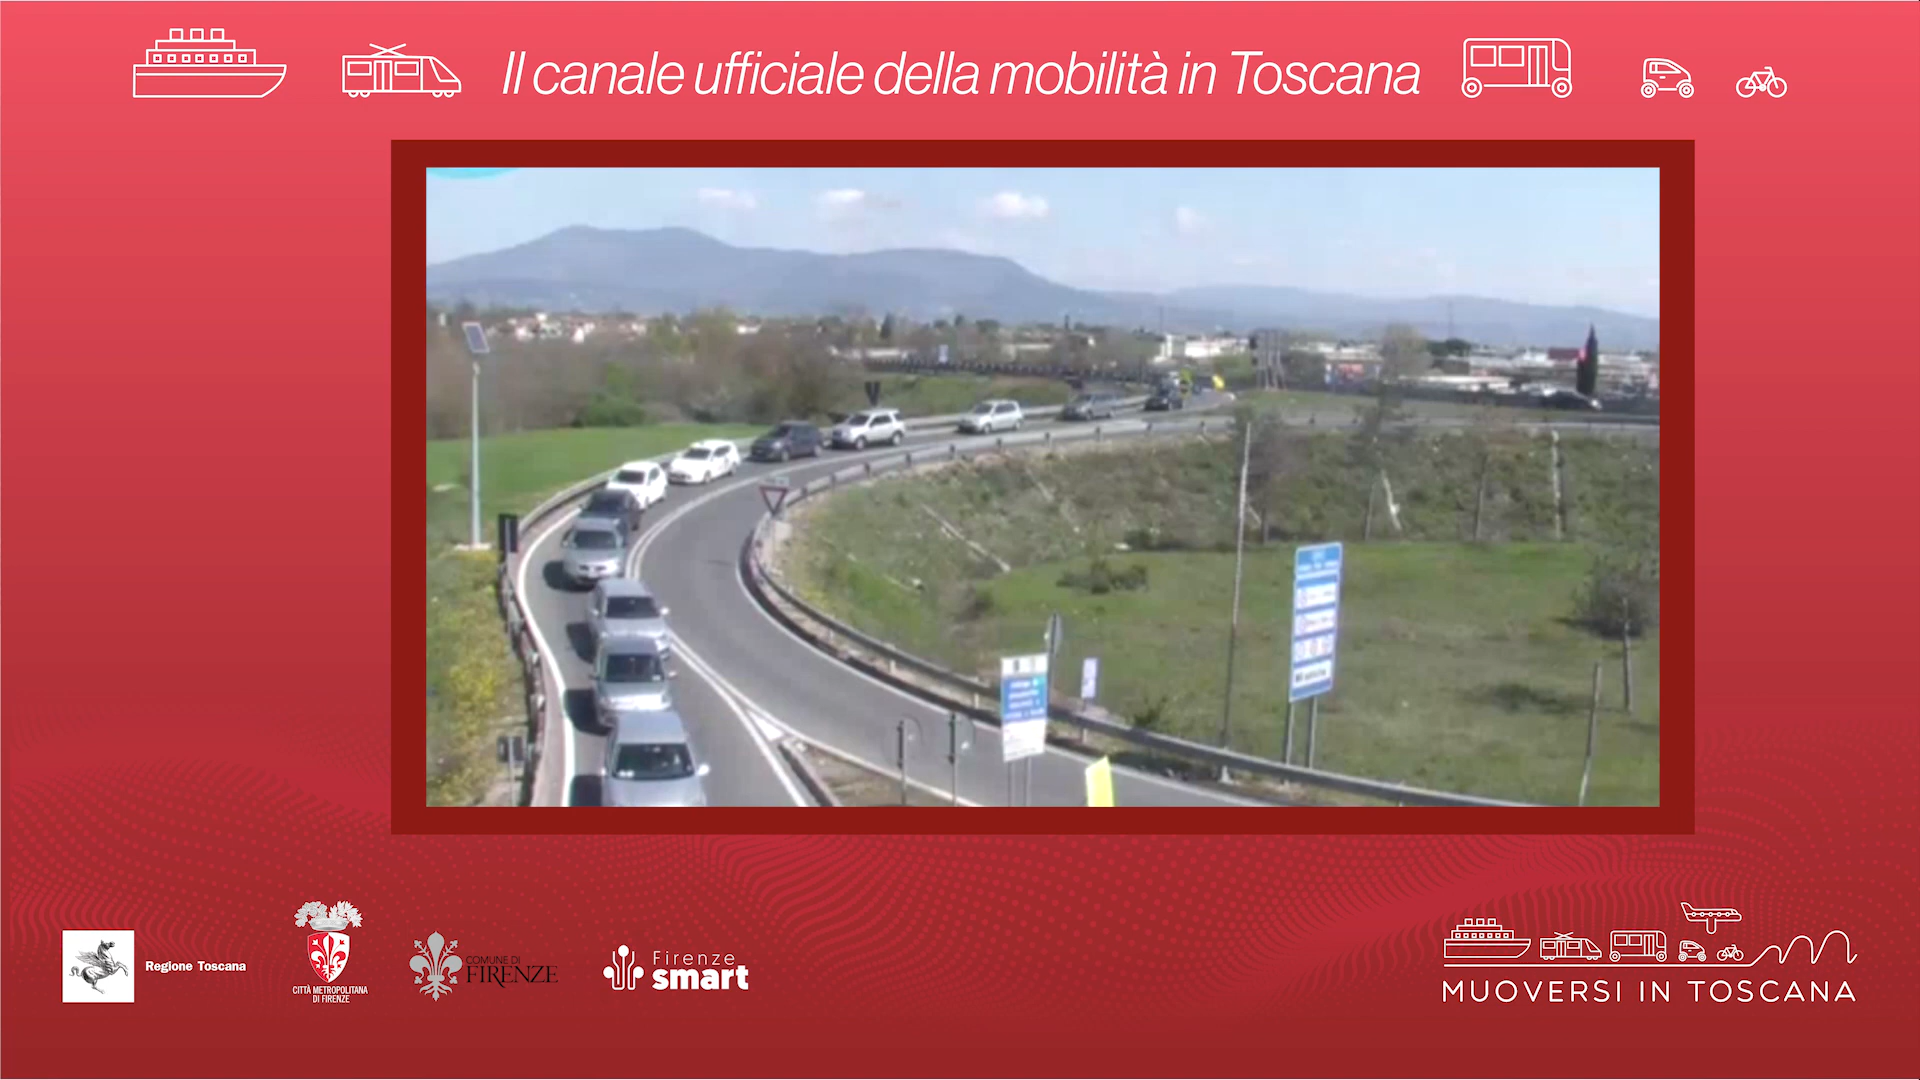 Il canale ufficiale della mobilità in Toscana
Regione Toscana
CITTÀ METROPOLITANA
DI FIRENZE
COMUNE DI
FIRENZE
Firenze
smart
MUOVERSI IN TOSCANA